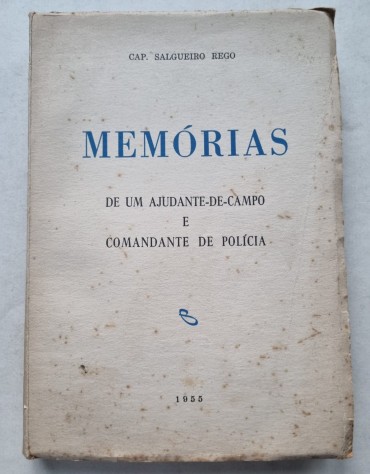 CAP. SALGUEIRO REGO
MEMÓRIAS
DE UM AJUDANTE-DE-CAMPO
E
COMANDANTE DE POLÍCIA
1955